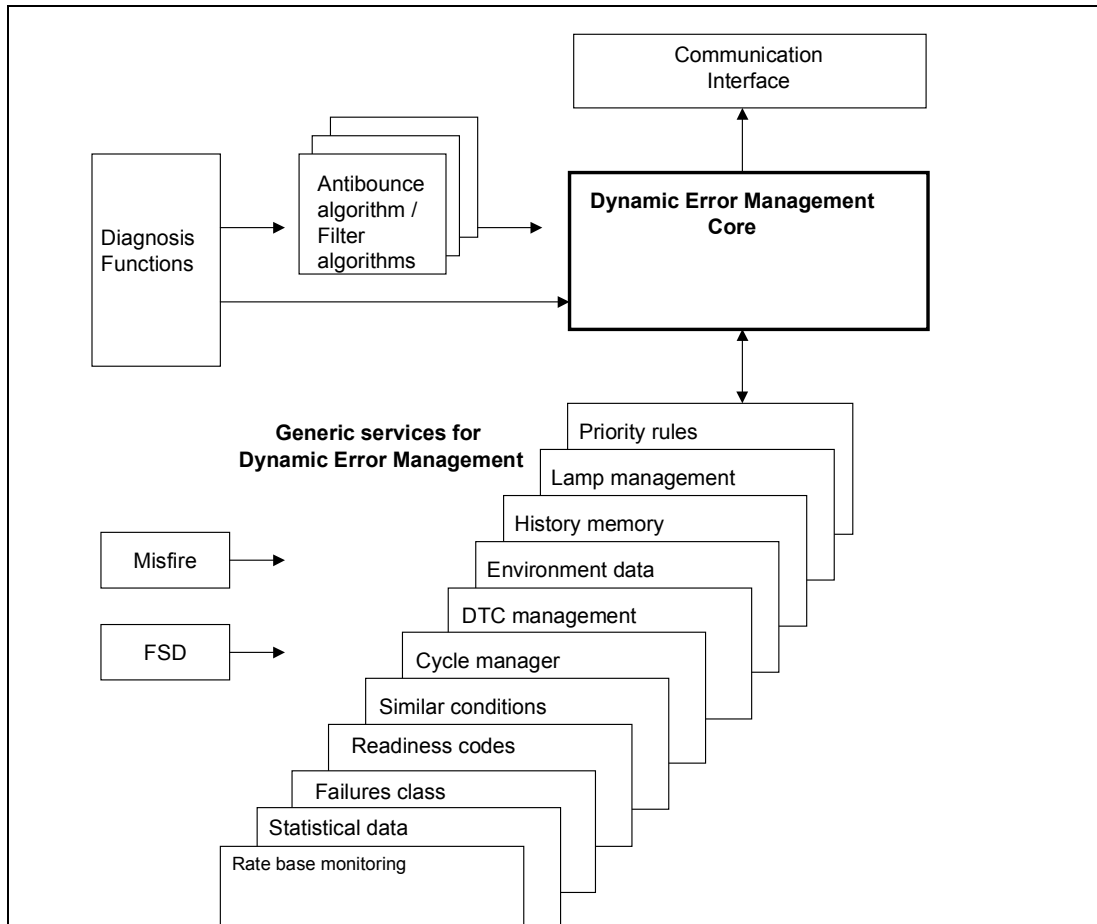 Communication
Interface
Antibounce
algorithm /
Filter
algorithms
Diagnosis
Functions
Dynamic Error Management
Core
Generic services for
Dynamic Error Management
Priority rules
Lamp management
History memory
Misfire
Environment data
DTC management
FSD
Cycle manager
Similar conditions
Readiness codes
Failures class
Statistical data
Rate base monitoring